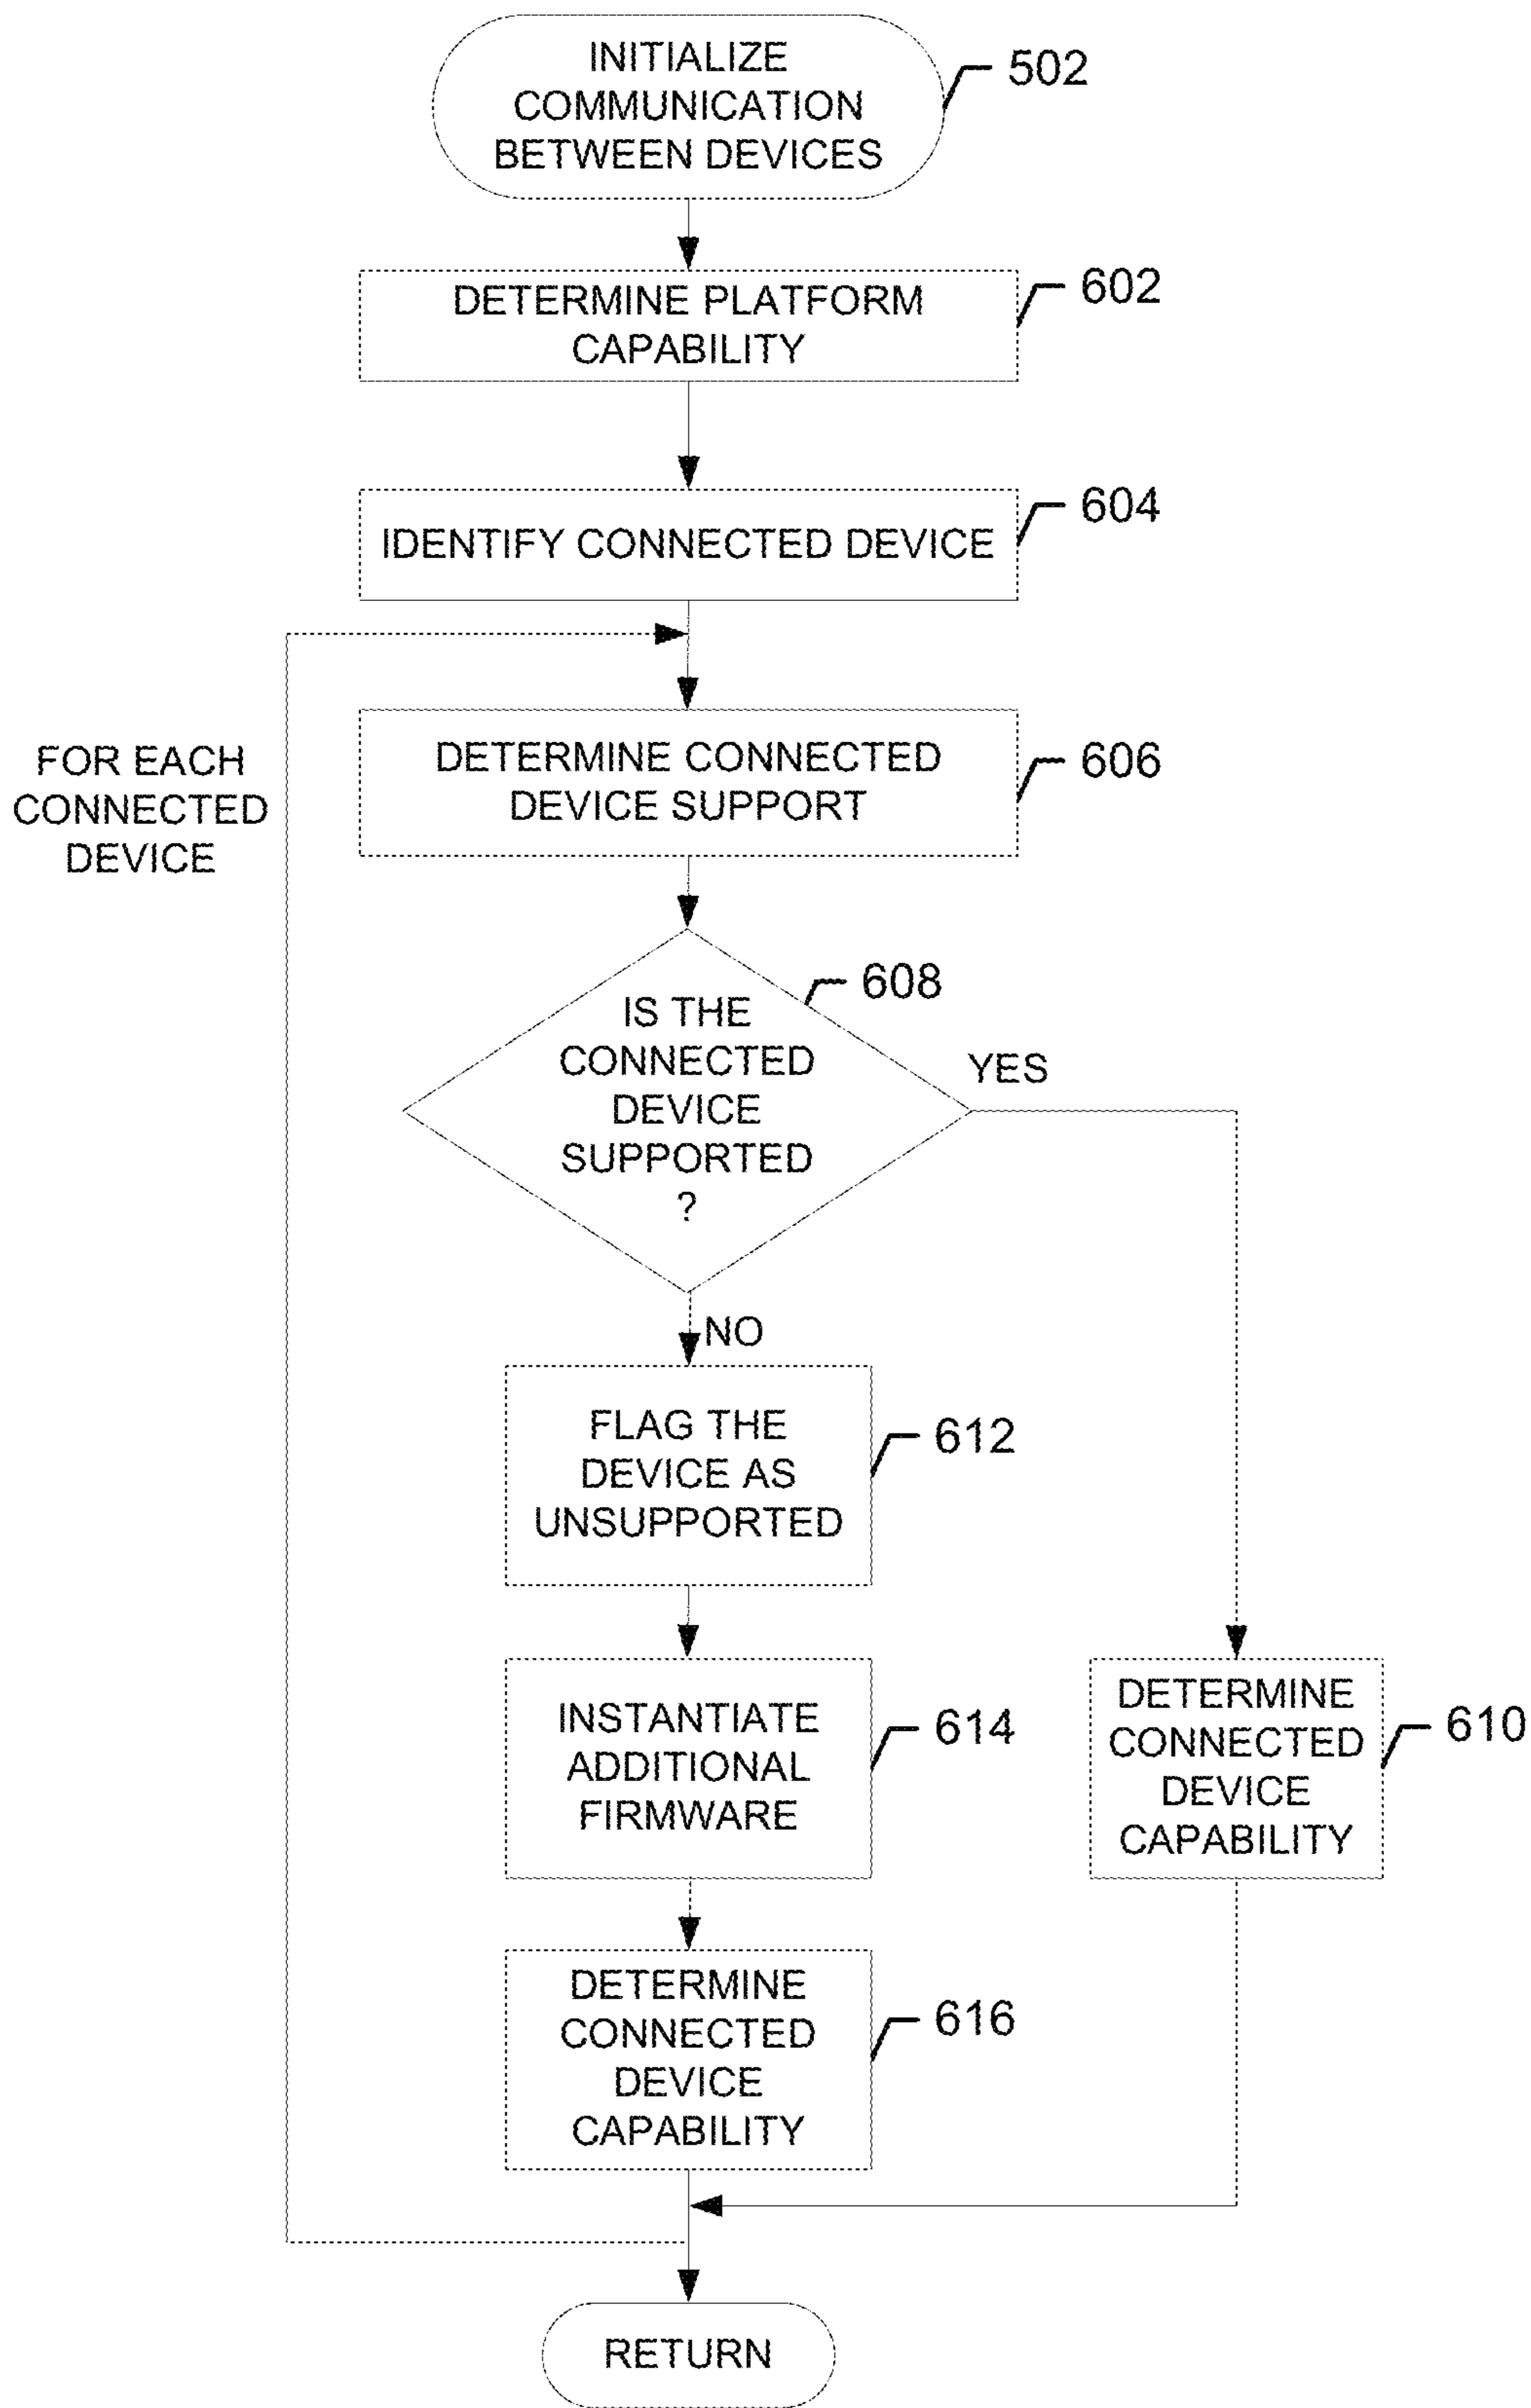 INITIALIZE
COMMUNICATION
BETWEEN DEVICES
502
DETERMINE PLATFORM
CAPABILITY
602
IDENTIFY CONNECTED DEVICE
604
FOR EACH
CONNECTED
DEVICE
DETERMINE CONNECTED
DEVICE SUPPORT
606
IS THE
CONNECTED
DEVICE
SUPPORTED
?
608
YES
NO
FLAG THE
DEVICE AS
UNSUPPORTED
612
INSTANTIATE
ADDITIONAL
FIRMWARE
614
DETERMINE
CONNECTED
DEVICE
CAPABILITY
610
DETERMINE
CONNECTED
DEVICE
CAPABILITY
616
RETURN